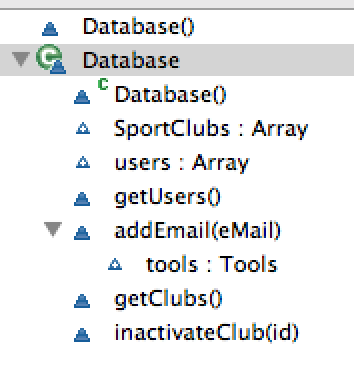 Database()
Database
C Database()
SportClubs : Array
users : Array
getUsers()
addEmail(eMail)
tools : Tools
getClubs()
inactivateClub(id)